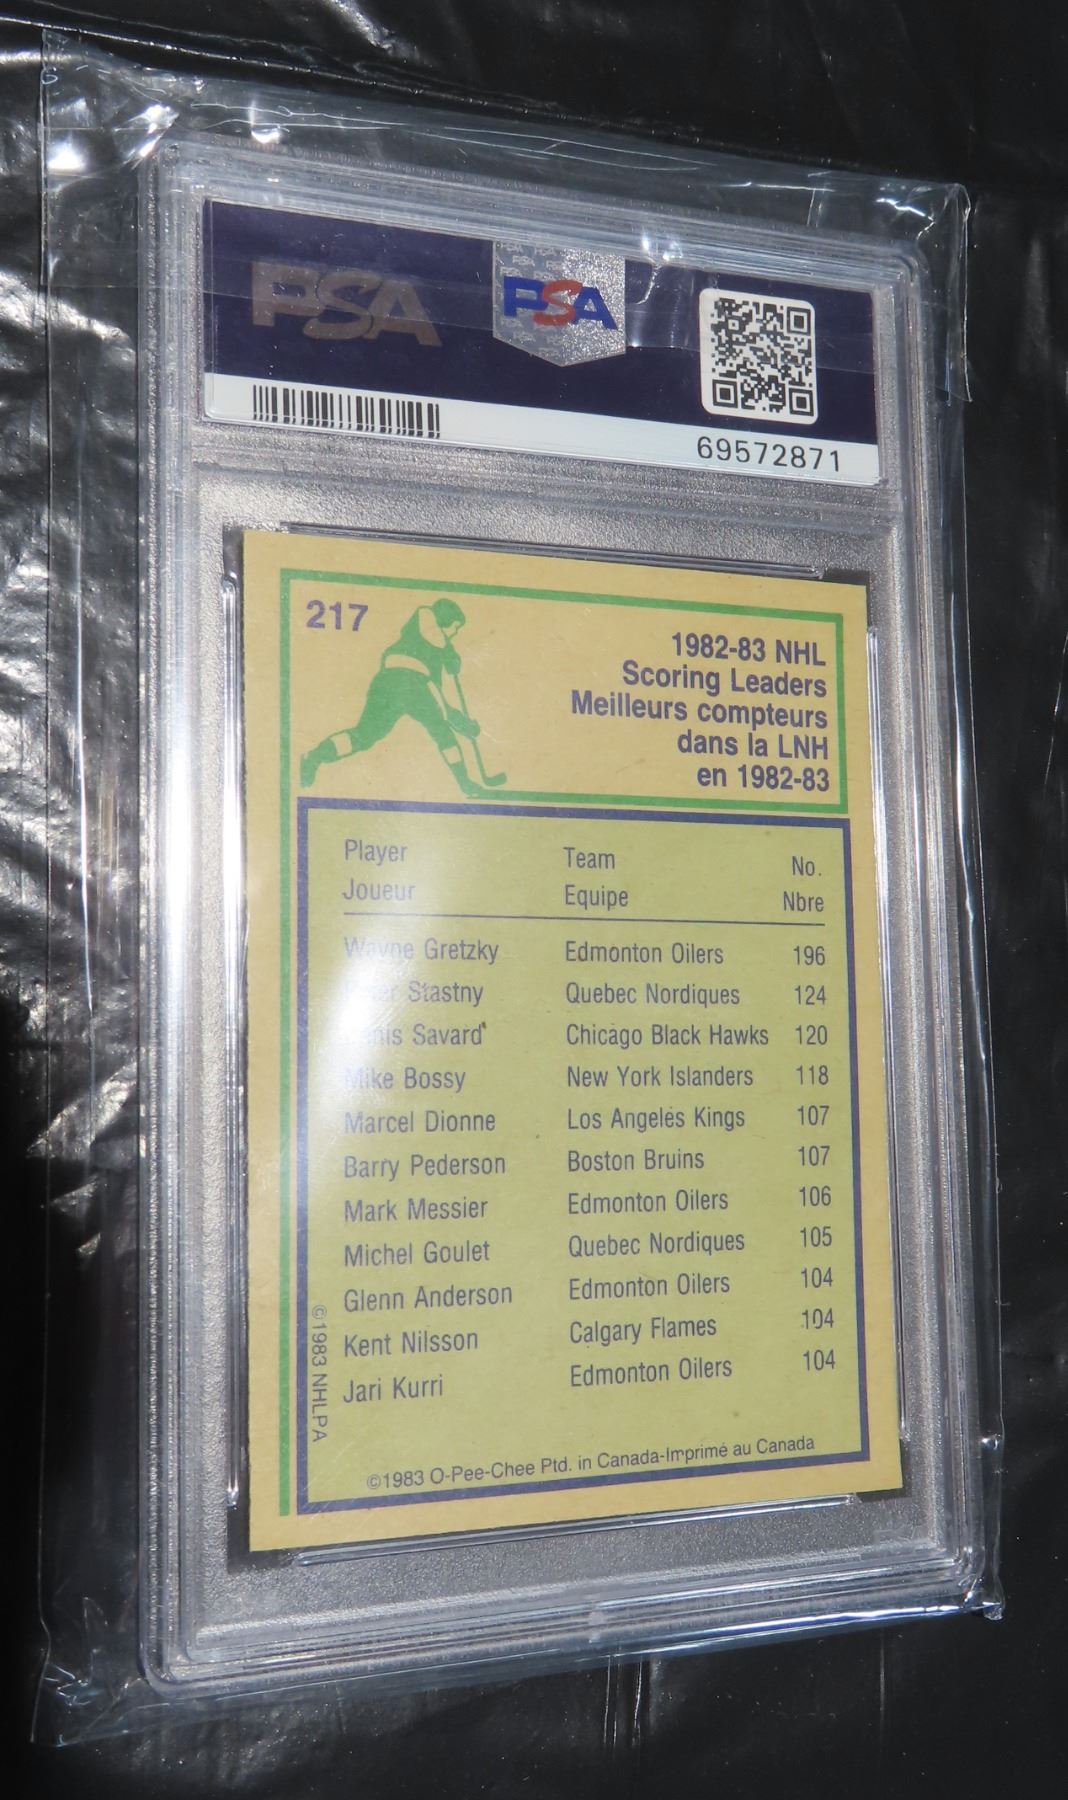 PSA
PSA
69572871
217
1982-83 NHL
Scoring Leaders
Meilleurs compteurs
dans la LNH
en 1982-83
Player Team No.
Joueur Equipe Nbre
Wayne Gretzky Edmonton Oilers 196
Stastny Quebec Nordiques 124
Savard Chicago Black Hawks 120
Mike Bossy New York Islanders 118
Marcel Dionne Los Angeles Kings 107
Barry Pederson Boston Bruins 107
Mark Messier Edmonton Oilers 106
Michel Goulet Quebec Nordiques 105
Glenn Anderson Edmonton Oilers 104
Kent Nilsson Calgary Flames 104
Jari Kurri Edmonton Oilers 104
©1983 NHLPA
©1983 O-Pee-Chee Ptd. in Canada-Imprimé au Canada